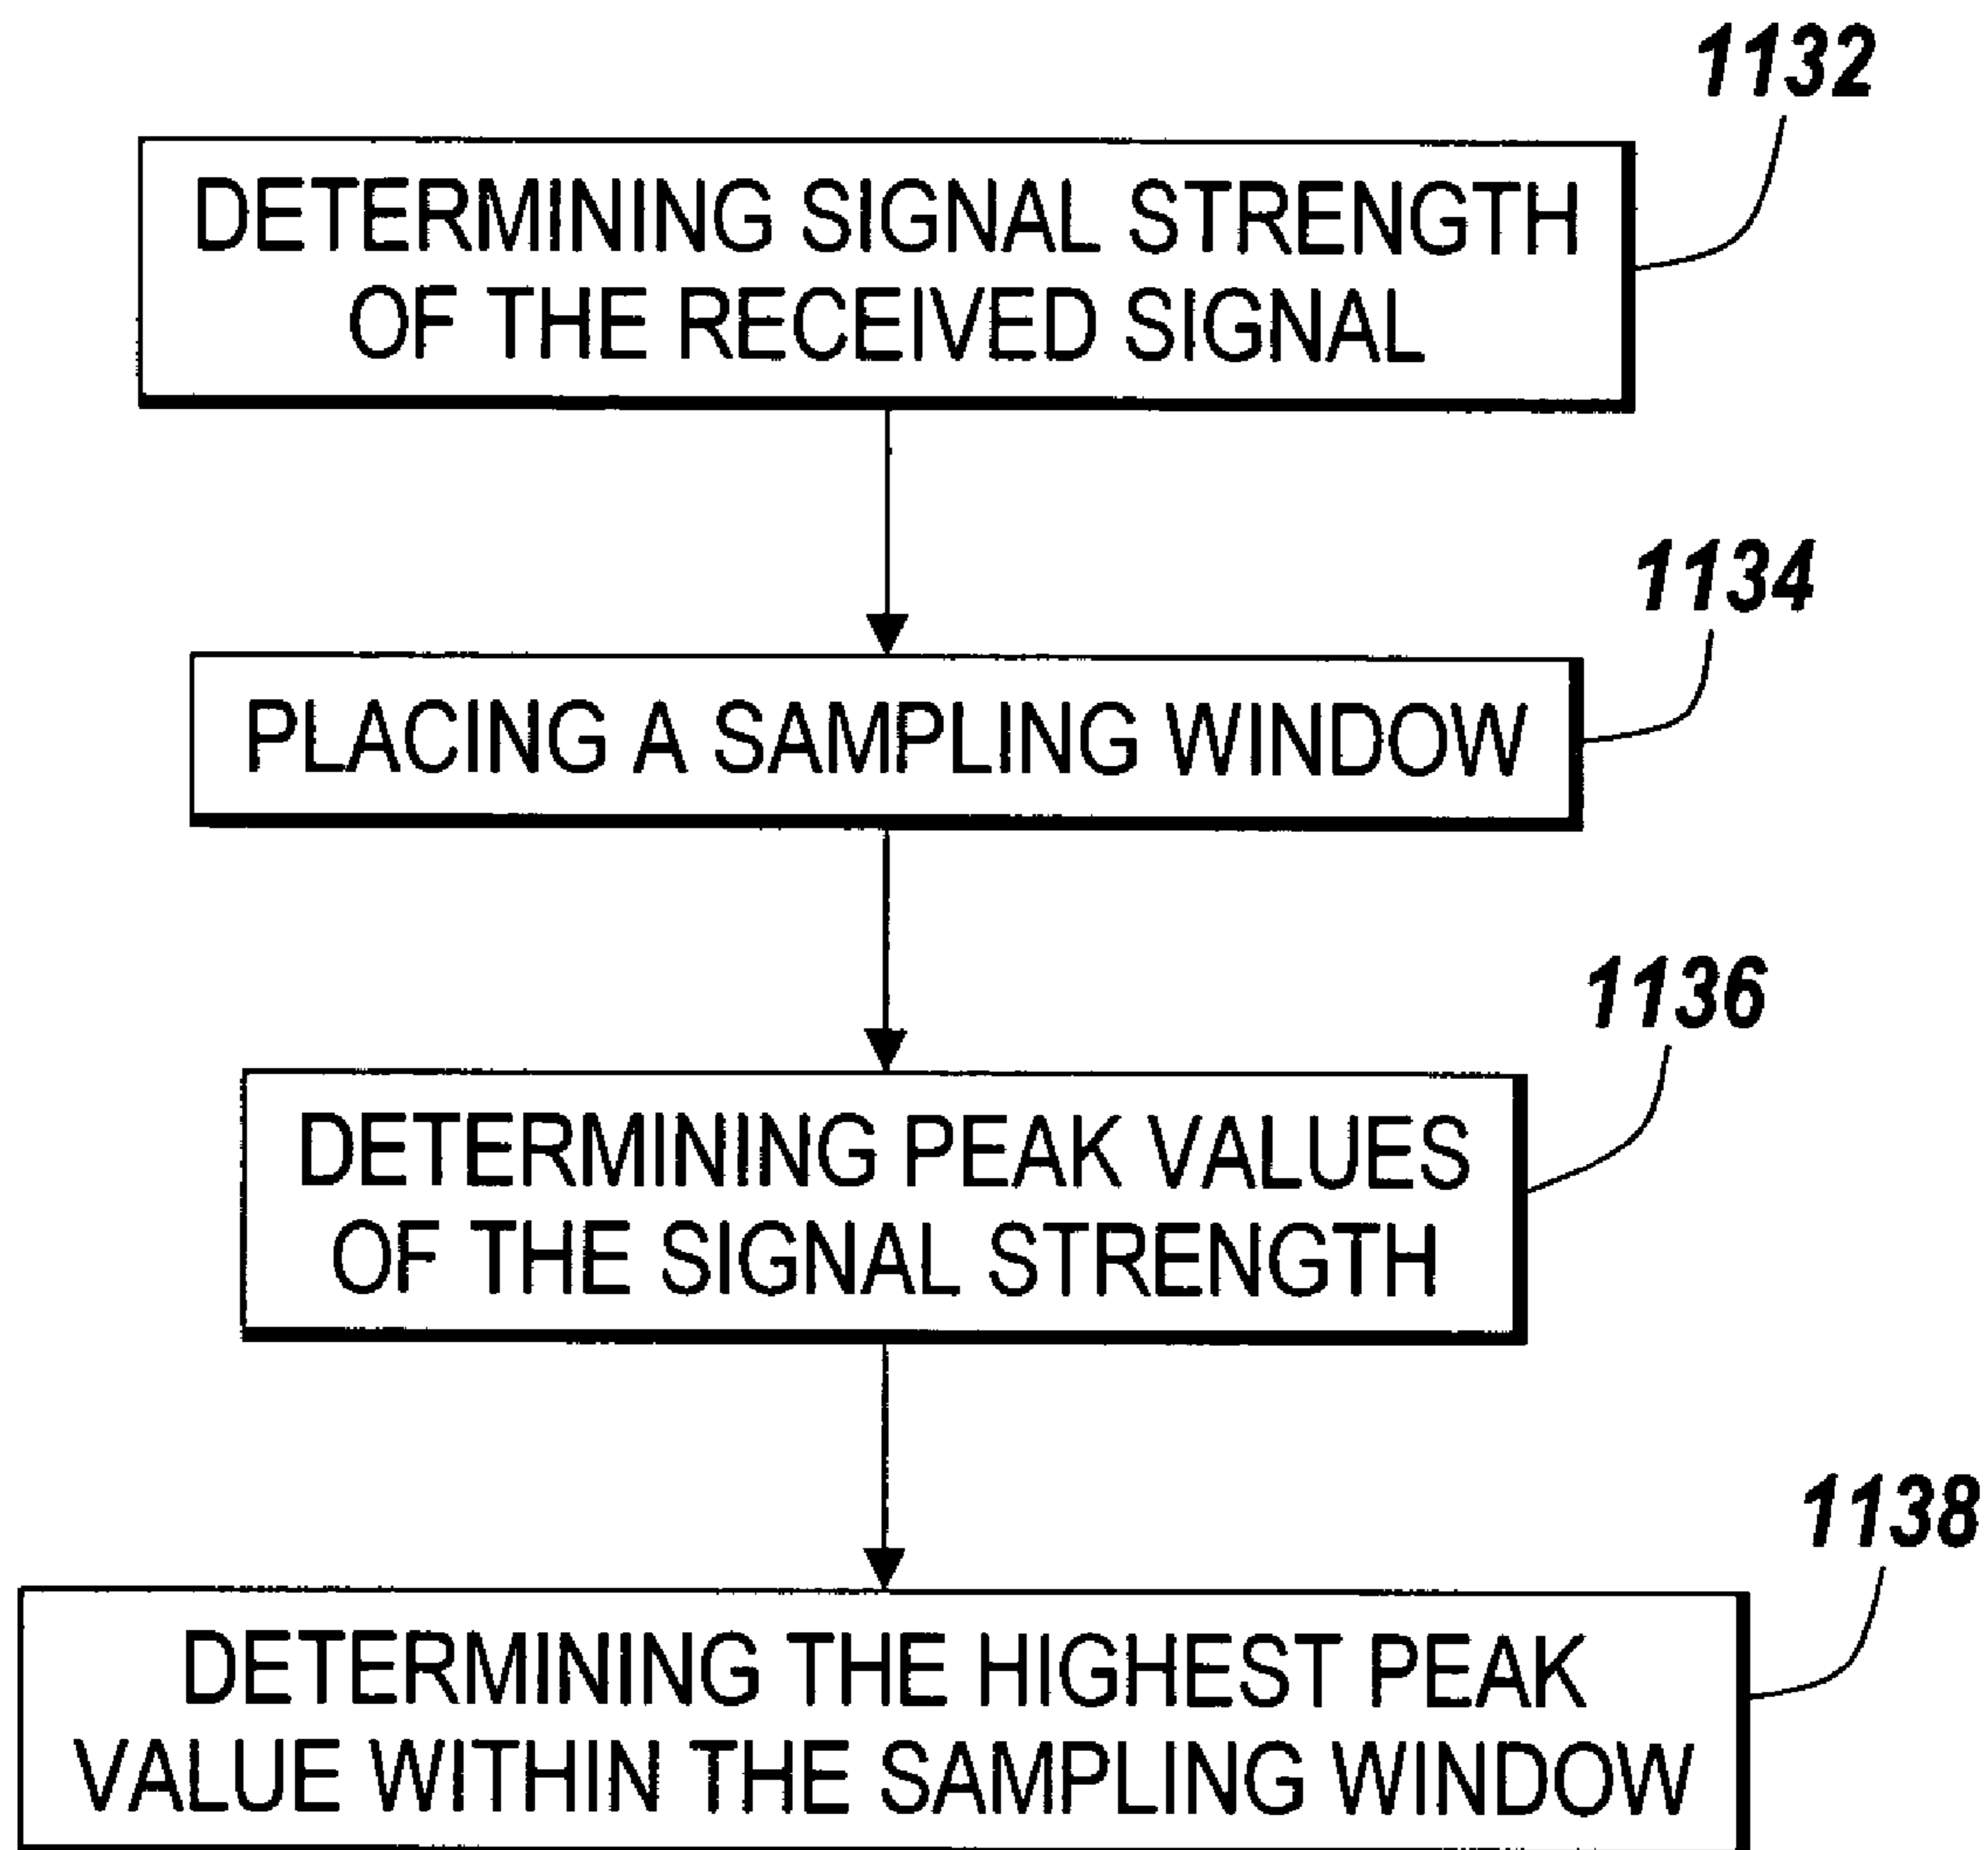 1132
DETERMINING SIGNAL STRENGTH
OF THE RECEIVED SIGNAL
1134
PLACING A SAMPLING WINDOW
1136
DETERMINING PEAK VALUES
OF THE SIGNAL STRENGTH
1138
DETERMINING THE HIGHEST PEAK
VALUE WITHIN THE SAMPLING WINDOW